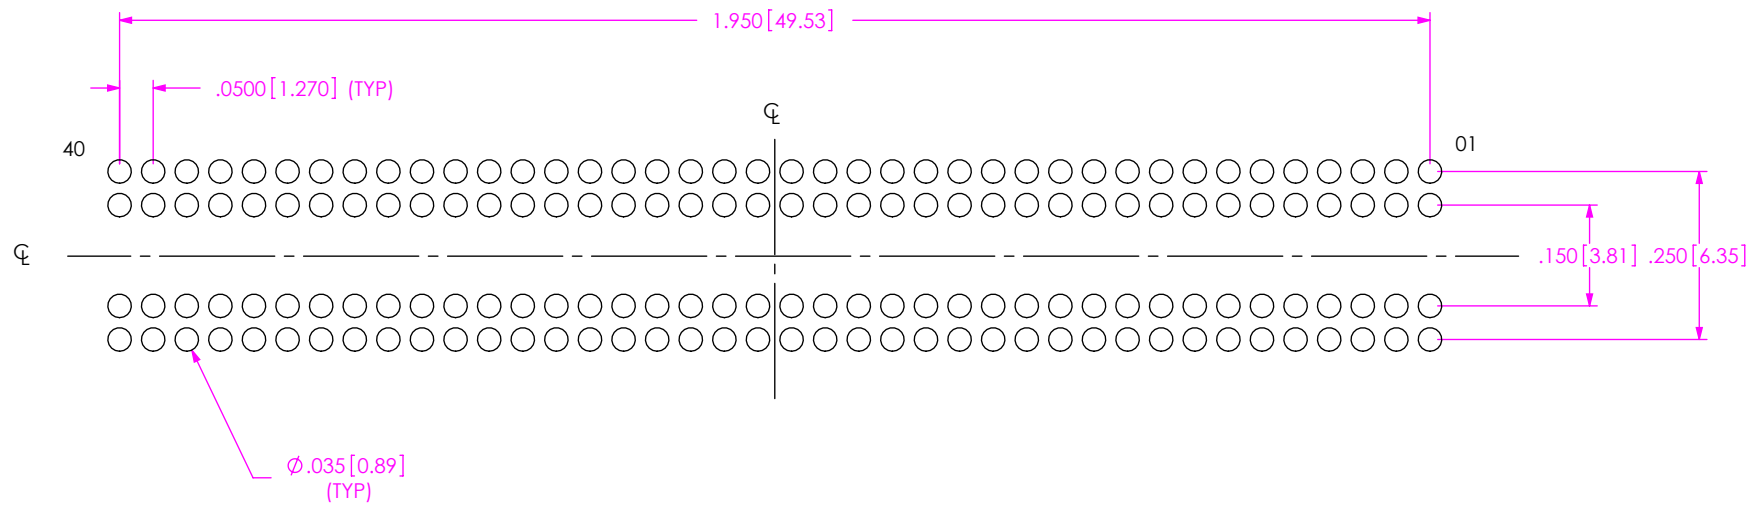 1.950[49.53]
.0500[1.270] (TYP)
℄
40
01
℄
.150[3.81] .250[6.35]
Ø.035[0.89]
(TYP)